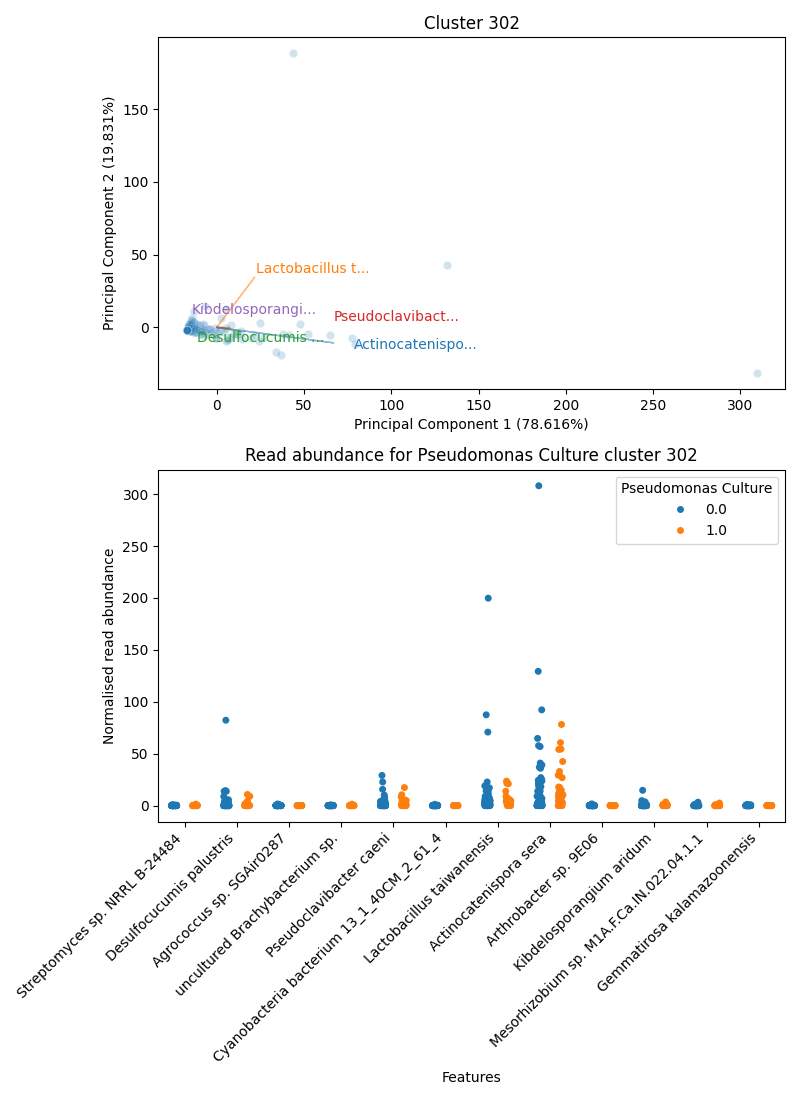 Cluster 302
Principal Component 2 (19.831%)
150
100
50
0
Lactobacillus t...
Kibdelosporangi...
Pseudoclavibact...
Desulfocucumis ...
Actinocatenispo...
0
50
100
150
200
250
300
Principal Component 1 (78.616%)
Read abundance for Pseudomonas Culture cluster 302
Normalised read abundance
300
250
200
150
100
50
0
Pseudomonas Culture
0.0
1.0
Streptomyces sp. NRRL B-24484
Desulfocucumis palustris
Agrococcus sp. SGAir0287
uncultured Brachybacterium sp.
Pseudoclavibacter caeni
Cyanobacteria bacterium 13_1_40CM_2_61_4
Lactobacillus taiwanensis
Actinocatenispora sera
Arthrobacter sp. 9E06
Kibdelosporangium aridum
Mesorhizobium sp. M1A.F.Ca.IN.022.04.1.1
Gemmatirosa kalamazoonensis
Features